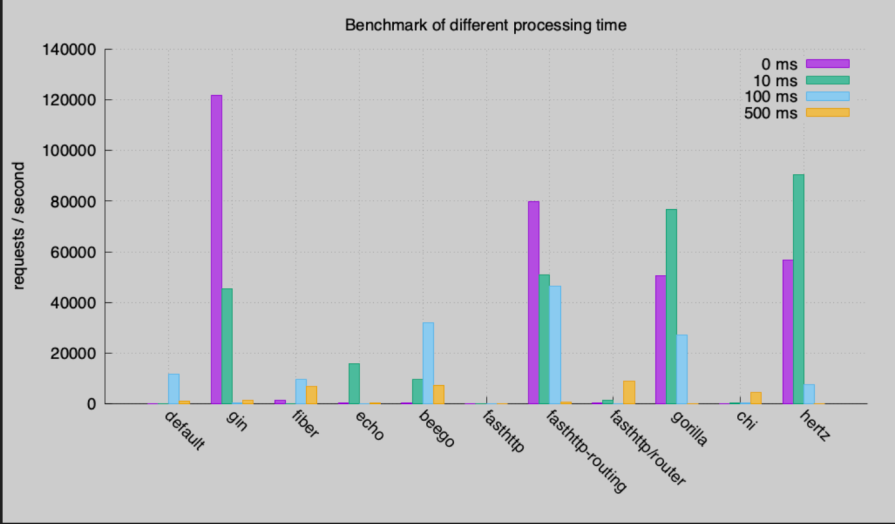 Benchmark of different processing time
140000
120000
100000
80000
60000
40000
20000
0
requests / second
0 ms
10 ms
100 ms
500 ms
default
gin
fiber
echo
beego
fasthttp
fasthttp-routing
fasthttp/router
gorilla
chi
hertz